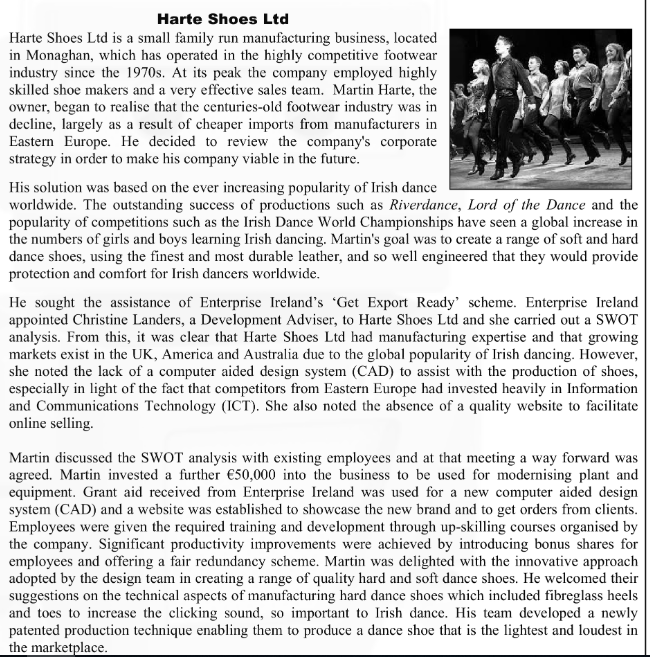 Harte Shoes Ltd
Harte Shoes Ltd is a small family run manufacturing business, located
in Monaghan, which has operated in the highly competitive footwear
industry since the 1970s. At its peak the company employed highly
skilled shoe makers and a very effective sales team. Martin Harte, the
owner, began to realise that the centuries-old footwear industry was in
decline, largely as a result of cheaper imports from manufacturers in
Eastern Europe. He decided to review the company's corporate
strategy in order to make his company viable in the future.
His solution was based on the ever increasing popularity of Irish dance
worldwide. The outstanding success of productions such as Riverdance, Lord of the Dance and the
popularity of competitions such as the Irish Dance World Championships have seen a global increase in
the numbers of girls and boys learning Irish dancing. Martin's goal was to create a range of soft and hard
dance shoes, using the finest and most durable leather, and so well engineered that they would provide
protection and comfort for Irish dancers worldwide.
He sought the assistance of Enterprise Ireland's 'Get Export Ready' scheme. Enterprise Ireland
appointed Christine Landers, a Development Adviser, to Harte Shoes Ltd and she carried out a SWOT
analysis. From this, it was clear that Harte Shoes Ltd had manufacturing expertise and that growing
markets exist in the UK, America and Australia due to the global popularity of Irish dancing. However,
she noted the lack of a computer aided design system (CAD) to assist with the production of shoes,
especially in light of the fact that competitors from Eastern Europe had invested heavily in Information
and Communications Technology (ICT). She also noted the absence of a quality website to facilitate
online selling.
Martin discussed the SWOT analysis with existing employees and at that meeting a way forward was
agreed. Martin invested a further €50,000 into the business to be used for modernising plant and
equipment. Grant aid received from Enterprise Ireland was used for a new computer aided design
system (CAD) and a website was established to showcase the new brand and to get orders from clients.
Employees were given the required training and development through up-skilling courses organised by
the company. Significant productivity improvements were achieved by introducing bonus shares for
employees and offering a fair redundancy scheme. Martin was delighted with the innovative approach
adopted by the design team in creating a range of quality hard and soft dance shoes. He welcomed their
suggestions on the technical aspects of manufacturing hard dance shoes which included fibreglass heels
and toes to increase the clicking sound, so important to Irish dance. His team developed a newly
patented production technique enabling them to produce a dance shoe that is the lightest and loudest in
the marketplace.